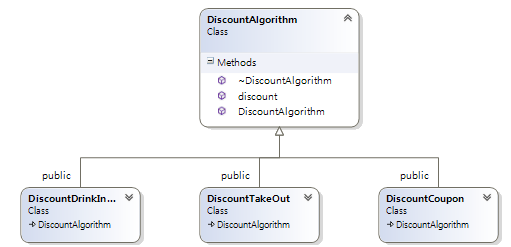 DiscountAlgorithm
Class
Methods
~DiscountAlgorithm
discount
DiscountAlgorithm
public public public
DiscountDrinkIn... DiscountTakeOut DiscountCoupon
Class Class Class
DiscountAlgorithm DiscountAlgorithm DiscountAlgorithm